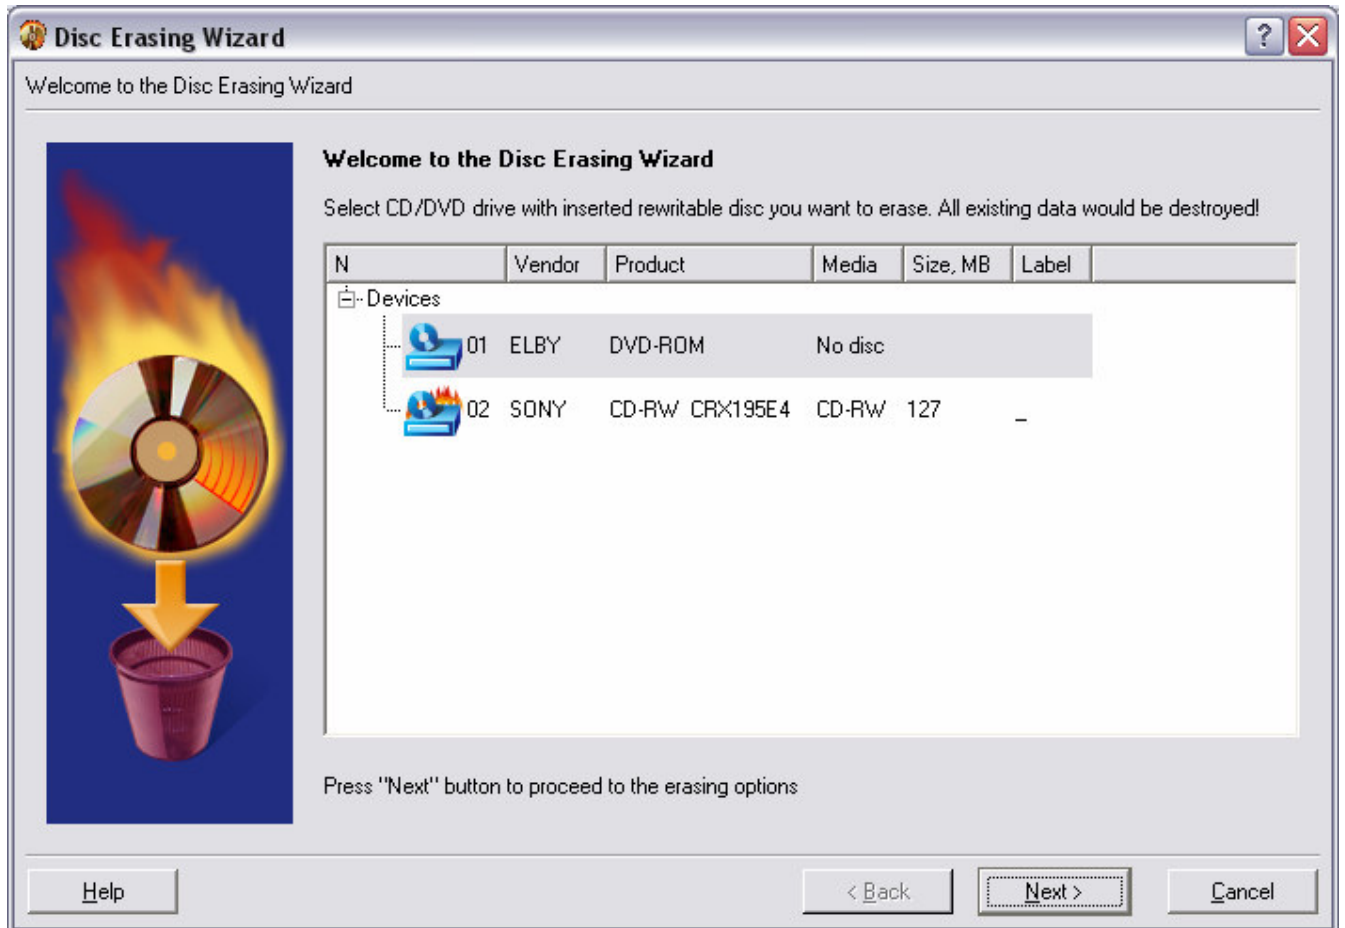 Disc Erasing Wizard
Welcome to the Disc Erasing Wizard
Welcome to the Disc Erasing Wizard
Select CD/DVD drive with inserted rewritable disc you want to erase. All existing data would be destroyed!
N Vendor Product Media Size, MB Label
Devices
01 ELBY DVD-ROM No disc
02 SONY CD-RW CRX195E4 CD-RW 127 _
Press "Next" button to proceed to the erasing options
Help < Back Next > Cancel